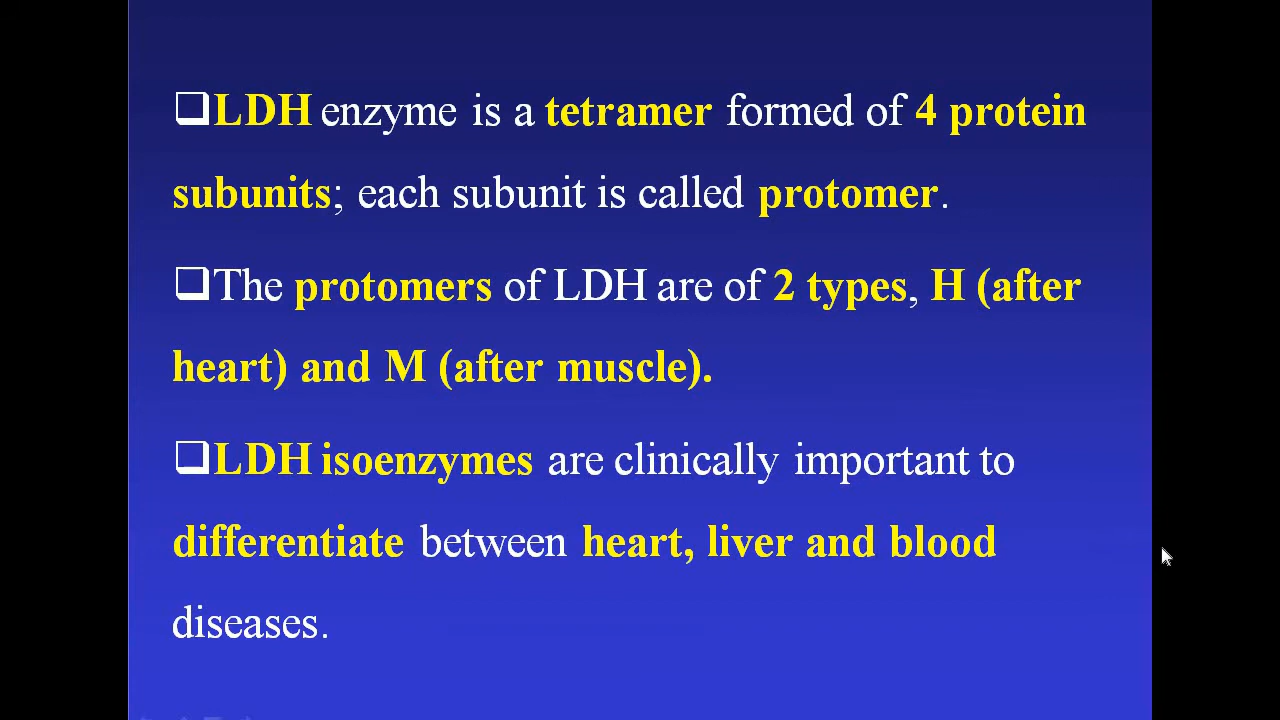 ❑LDH enzyme is a tetramer formed of 4 protein
subunits; each subunit is called protomer.
❑The protomers of LDH are of 2 types, H (after
heart) and M (after muscle).
❑LDH isoenzymes are clinically important to
differentiate between heart, liver and blood
diseases.